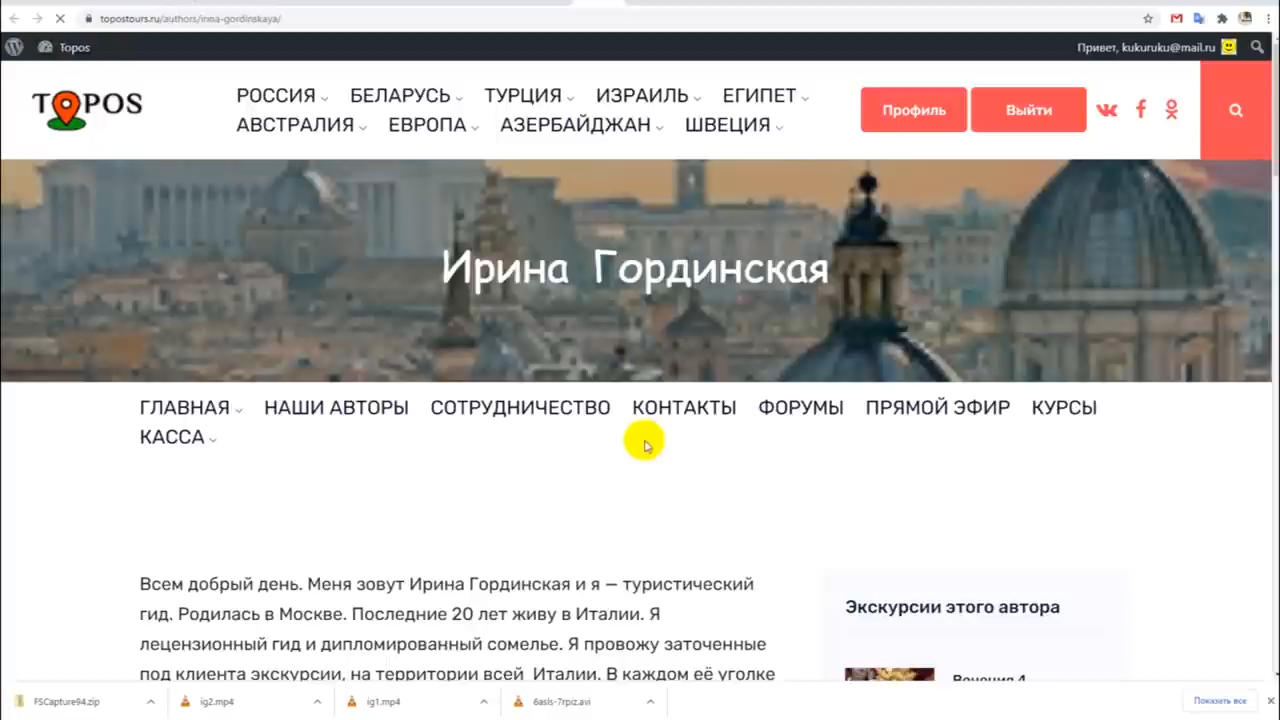 topostours.ru/authors/irina-gordinskaya/
Topos
Привет, kukuruku@mail.ru
TOPOS
РОССИЯ БЕЛАРУСЬ ТУРЦИЯ ИЗРАИЛЬ ЕГИПЕТ
АВСТРАЛИЯ ЕВРОПА АЗЕРБАЙДЖАН ШВЕЦИЯ
Профиль Выйти
Ирина Гординская
ГЛАВНАЯ НАШИ АВТОРЫ СОТРУДНИЧЕСТВО КОНТАКТЫ ФОРУМЫ ПРЯМОЙ ЭФИР КУРСЫ
КАССА
Всем добрый день. Меня зовут Ирина Гординская и я — туристический
гид. Родилась в Москве. Последние 20 лет живу в Италии. Я
лецензионный гид и дипломированный сомелье. Я провожу заточенные
под клиента экскурсии, на территории всей Италии. В каждом её уголке
Экскурсии этого автора
Венеция 4
FSCapture94.zip ig2.mp4 ig1.mp4 6asls-7rpiz.avi Показать все